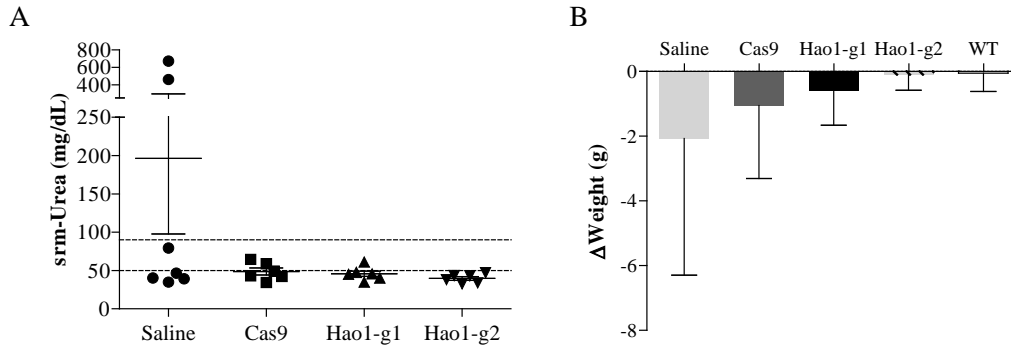 A
srm-Urea (mg/dL)
800
600
400
200
150
100
50
0
Saline
Cas9
Hao1-g1
Hao1-g2
B
Saline
Cas9
Hao1-g1
Hao1-g2
WT
ΔWeight (g)
0
-2
-4
-6
-8